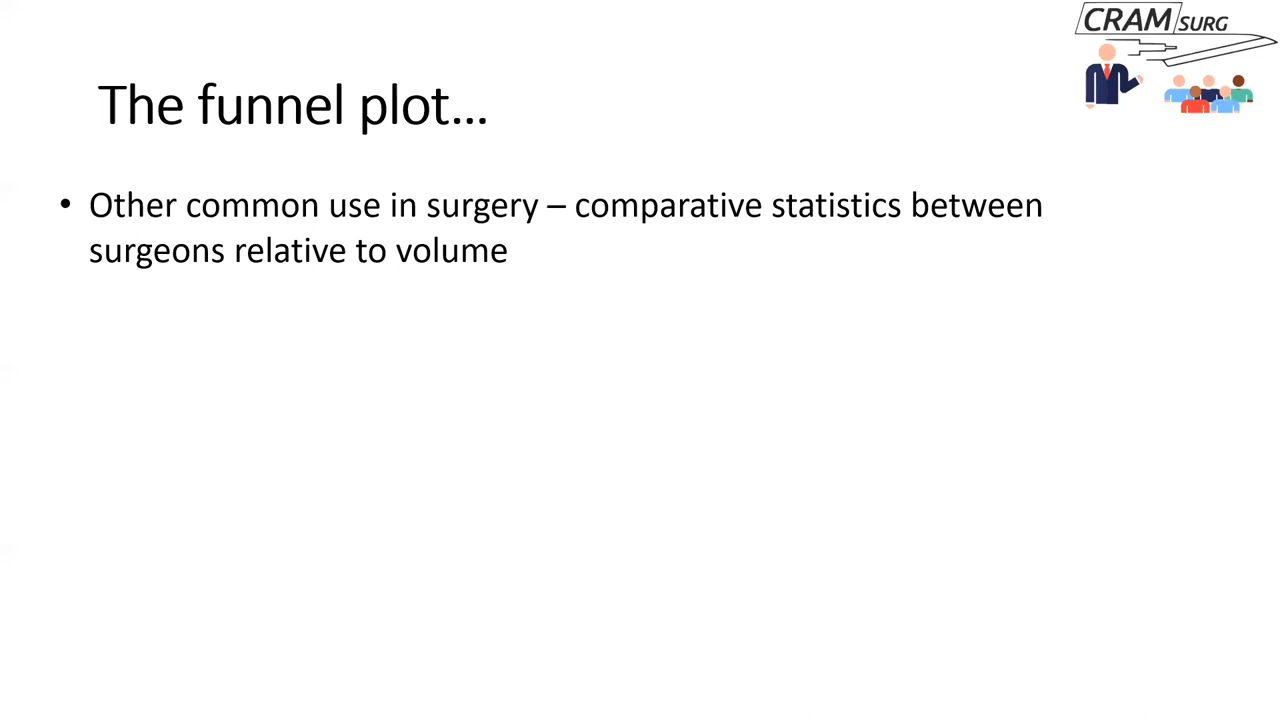 CRAM SURG
The funnel plot...
• Other common use in surgery – comparative statistics between
surgeons relative to volume